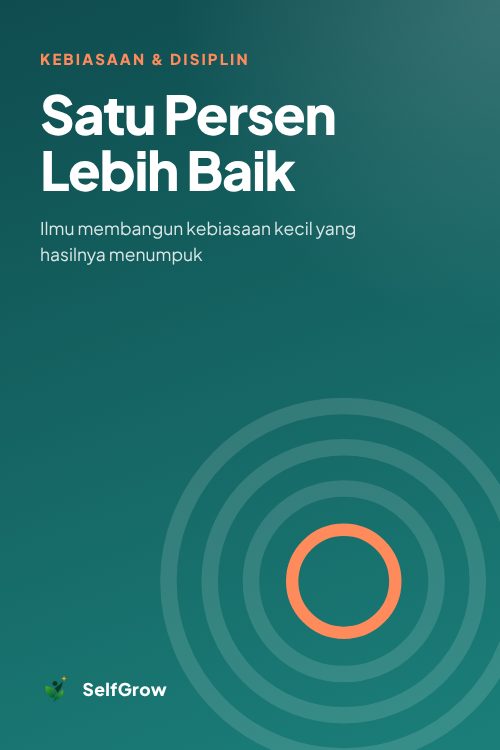 KEBIASAAN & DISIPLIN
Satu Persen
Lebih Baik
Ilmu membangun kebiasaan kecil yang
hasilnya menumpuk
SelfGrow